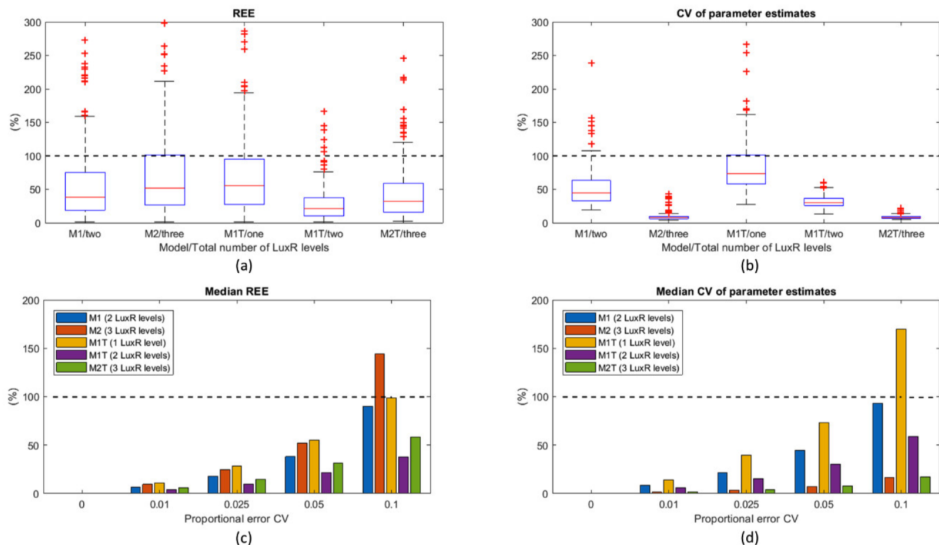 REE
300
250
200
150
100
50
0
(%)
M1/two M2/three M1T/one M1T/two M2T/three
Model/Total number of LuxR levels
(a)
CV of parameter estimates
300
250
200
150
100
50
0
(%)
M1/two M2/three M1T/one M1T/two M2T/three
Model/Total number of LuxR levels
(b)
Median REE
200
150
100
50
0
(%)
M1 (2 LuxR levels)
M2 (3 LuxR levels)
M1T (1 LuxR level)
M1T (2 LuxR levels)
M2T (3 LuxR levels)
0 0.01 0.025 0.05 0.1
Proportional error CV
(c)
Median CV of parameter estimates
200
150
100
50
0
(%)
M1 (2 LuxR levels)
M2 (3 LuxR levels)
M1T (1 LuxR level)
M1T (2 LuxR levels)
M2T (3 LuxR levels)
0 0.01 0.025 0.05 0.1
Proportional error CV
(d)